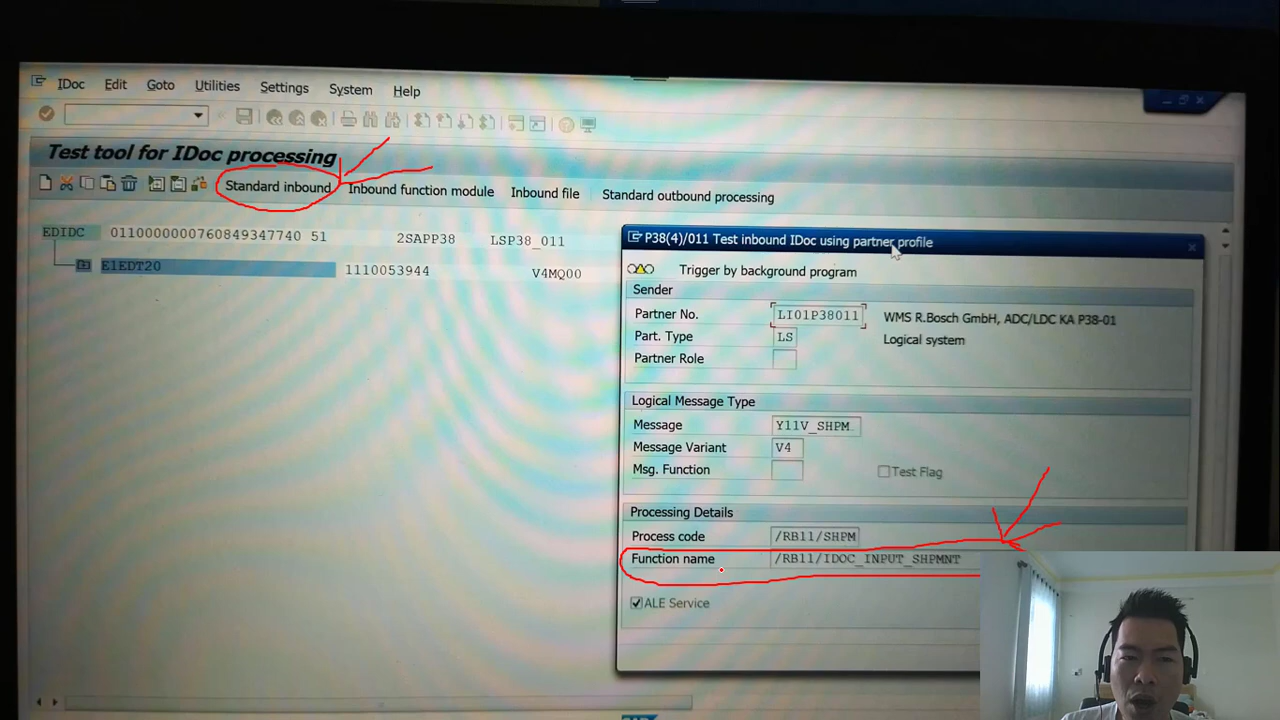 IDoc Edit Goto Utilities Settings System Help
Test tool for IDoc processing
Standard inbound Inbound function module Inbound file Standard outbound processing
EDIDC 0110000000760849347740 51 2SAPP38 LSP38_011
E1EDT20 1110053944 V4MQ00
P38(4)/011 Test inbound IDoc using partner profile
Trigger by background program
Sender
Partner No. LI01P38011 WMS R.Bosch GmbH, ADC/LDC KA P38-01
Part. Type LS Logical system
Partner Role
Logical Message Type
Message Y11V_SHPM
Message Variant V4
Msg. Function Test Flag
Processing Details
Process code /RB11/SHPM
Function name /RB11/IDOC_INPUT_SHPMNT
ALE Service
SAP